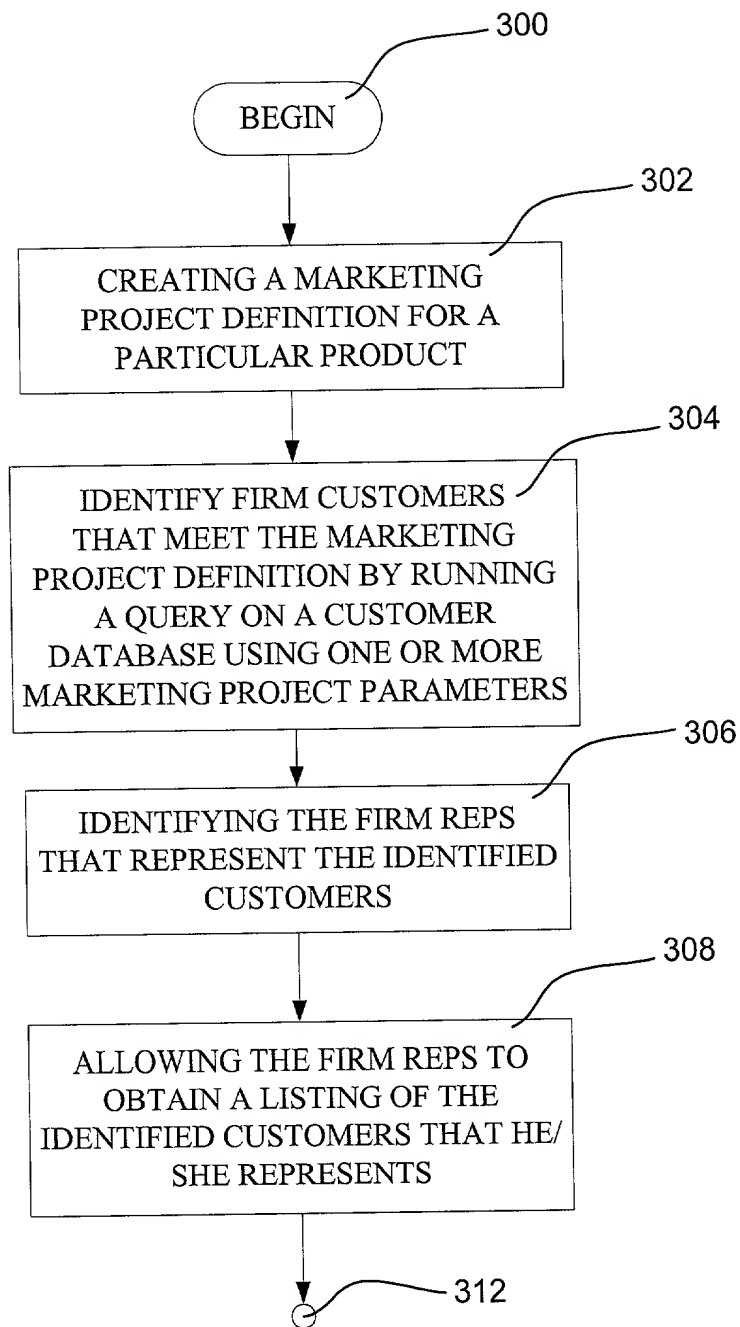 300
BEGIN
302
CREATING A MARKETING
PROJECT DEFINITION FOR A
PARTICULAR PRODUCT
304
IDENTIFY FIRM CUSTOMERS
THAT MEET THE MARKETING
PROJECT DEFINITION BY RUNNING
A QUERY ON A CUSTOMER
DATABASE USING ONE OR MORE
MARKETING PROJECT PARAMETERS
306
IDENTIFYING THE FIRM REPS
THAT REPRESENT THE IDENTIFIED
CUSTOMERS
308
ALLOWING THE FIRM REPS TO
OBTAIN A LISTING OF THE
IDENTIFIED CUSTOMERS THAT HE/
SHE REPRESENTS
312